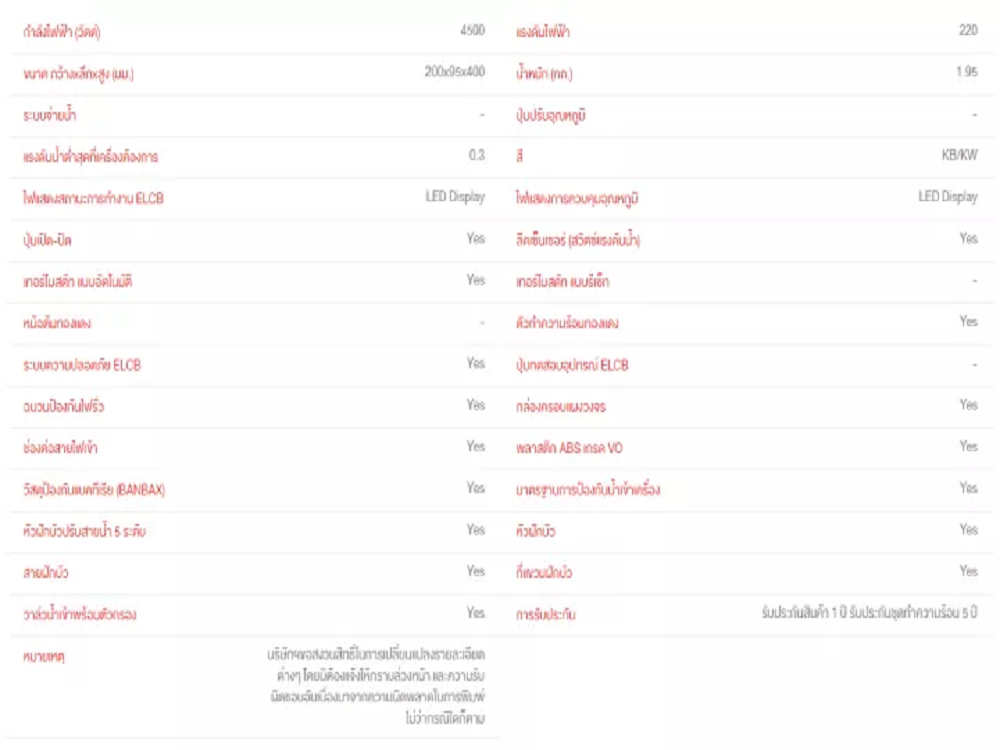 กำลังไฟฟ้า (วัตต์) 4500 แรงดันไฟฟ้า 220
ขนาด กว้างxลึกxสูง (มม.) 200x95x400 น้ำหนัก (กก.) 1.95
ระบบจ่ายน้ำ - ปุ่มปรับอุณหภูมิ -
แรงดันน้ำต่ำสุดที่เครื่องต้องการ 0.3 สี KB/KW
ไฟแสดงสถานะการทำงาน ELCB LED Display ไฟแสดงการควบคุมอุณหภูมิ LED Display
ปุ่มเปิด-ปิด Yes ลีดเซ็นเซอร์ (สวิตช์แรงดันน้ำ) Yes
เทอร์โมสตัท แบบอัตโนมัติ Yes เทอร์โมสตัท แบบรีเซ็ท -
หม้อต้มทองแดง - ตัวทำความร้อนทองแดง Yes
ระบบความปลอดภัย ELCB Yes ปุ่มทดสอบอุปกรณ์ ELCB -
ฉนวนป้องกันไฟรั่ว Yes กล่องครอบแผงวงจร Yes
ช่องต่อสายไฟเข้า Yes พลาสติก ABS เกรด VO Yes
วัสดุป้องกันแบคทีเรีย (BANBAX) Yes มาตรฐานการป้องกันน้ำเข้าเครื่อง Yes
หัวฝักบัวปรับสายน้ำ 5 ระดับ Yes หัวฝักบัว Yes
สายฝักบัว Yes ที่แขวนฝักบัว Yes
วาล์วน้ำเข้าพร้อมตัวกรอง Yes การรับประกัน รับประกันสินค้า 1 ปี รับประกันชุดทำความร้อน 5 ปี
หมายเหตุ บริษัทฯขอสงวนสิทธิ์ในการเปลี่ยนแปลงรายละเอียด
ต่างๆ โดยมิต้องแจ้งให้ทราบล่วงหน้า และความรับ
ผิดชอบอันเนื่องมาจากความผิดพลาดในการพิมพ์
ไม่ว่ากรณีใดก็ตาม